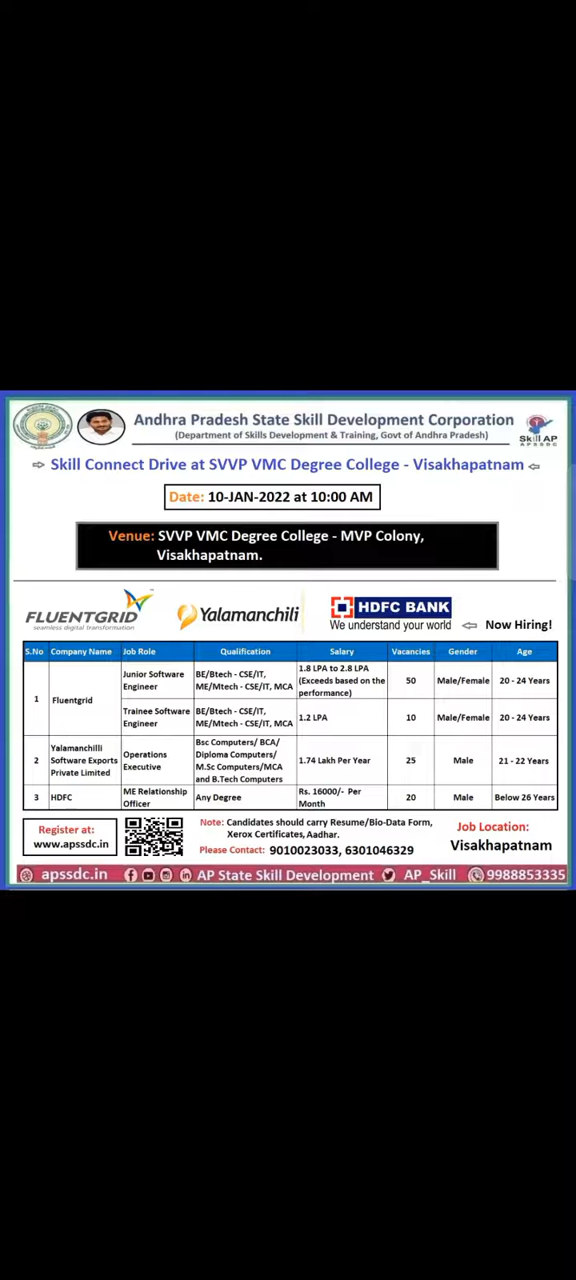 Andhra Pradesh State Skill Development Corporation
(Department of Skills Development & Training, Govt of Andhra Pradesh)
Skill AP
APSSDC
⇨ Skill Connect Drive at SVVP VMC Degree College - Visakhapatnam ⇦
Date: 10-JAN-2022 at 10:00 AM
Venue: SVVP VMC Degree College - MVP Colony,
Visakhapatnam.
FLUENTGRID
seamless digital transformation
Yalamanchili
HDFC BANK
We understand your world ⇦ Now Hiring!
S.No Company Name Job Role Qualification Salary Vacancies Gender Age
1 Fluentgrid
Junior Software
Engineer
BE/Btech - CSE/IT,
ME/Mtech - CSE/IT, MCA
1.8 LPA to 2.8 LPA
(Exceeds based on the
performance)
50 Male/Female 20 - 24 Years
Trainee Software
Engineer
BE/Btech - CSE/IT,
ME/Mtech - CSE/IT, MCA
1.2 LPA 10 Male/Female 20 - 24 Years
2
Yalamanchilli
Software Exports
Private Limited
Operations
Executive
Bsc Computers/ BCA/
Diploma Computers/
M.Sc Computers/MCA
and B.Tech Computers
1.74 Lakh Per Year 25 Male 21 - 22 Years
3 HDFC
ME Relationship
Officer
Any Degree
Rs. 16000/- Per
Month
20 Male Below 26 Years
Register at:
www.apssdc.in
Note: Candidates should carry Resume/Bio-Data Form,
Xerox Certificates, Aadhar.
Please Contact: 9010023033, 6301046329
Job Location:
Visakhapatnam
apssdc.in AP State Skill Development AP_Skill 9988853335